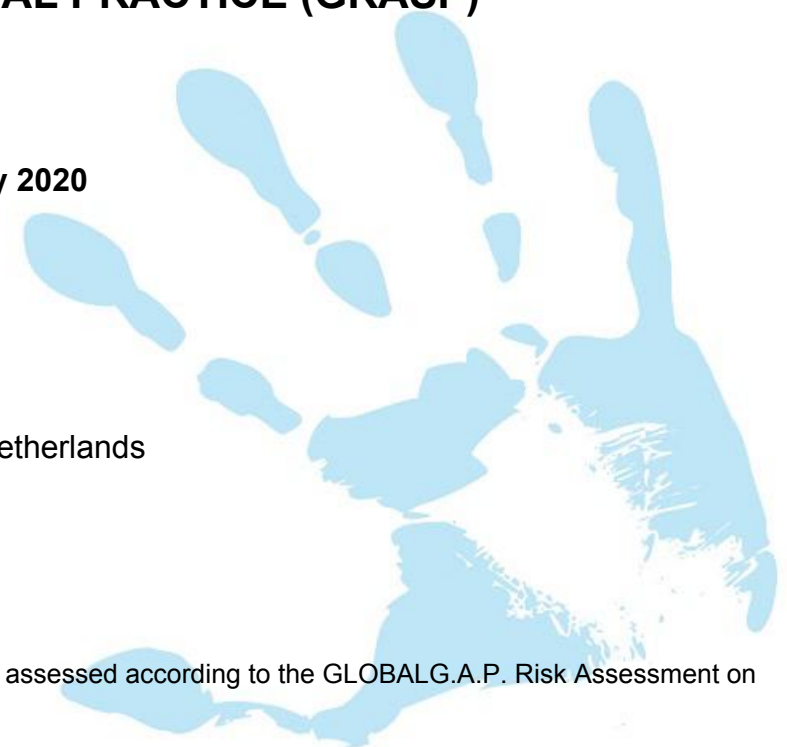 AL PRACTICE (GRASP)
y 2020
etherlands
assessed according to the GLOBALG.A.P. Risk Assessment on